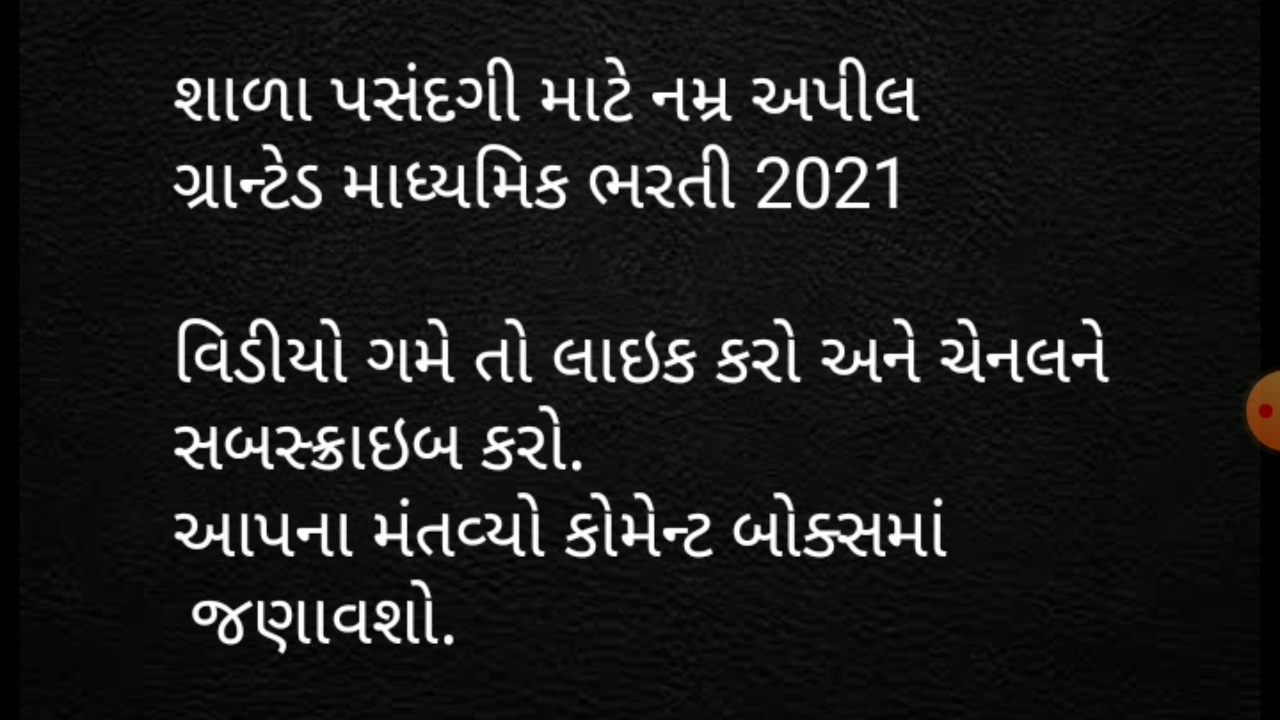 શાળા પસંદગી માટે નમ્ર અપીલ
ગ્રાન્ટેડ માધ્યમિક ભરતી 2021
વિડીયો ગમે તો લાઇક કરો અને ચેનલને
સબસ્ક્રાઇબ કરો.
આપના મંતવ્યો કોમેન્ટ બોક્સમાં
જણાવશો.